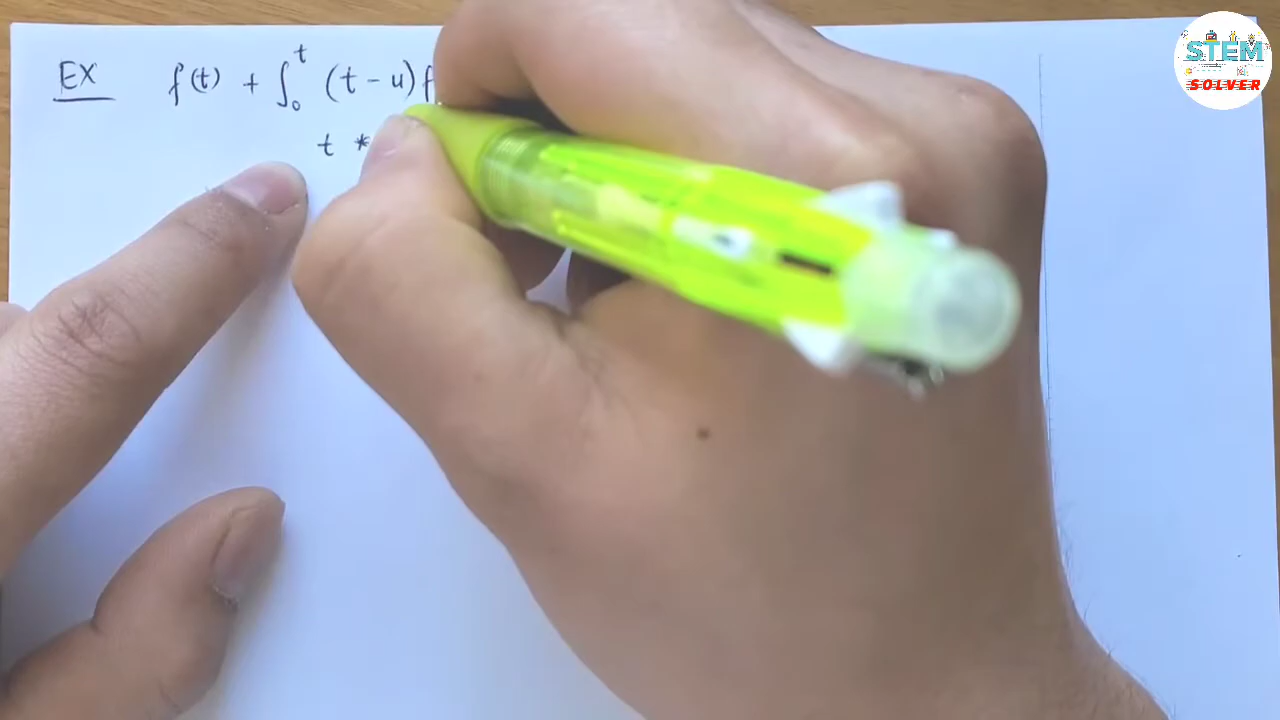 EX f(t) + ∫₀ᵗ (t - u) f
t *
STEM
SOLVER